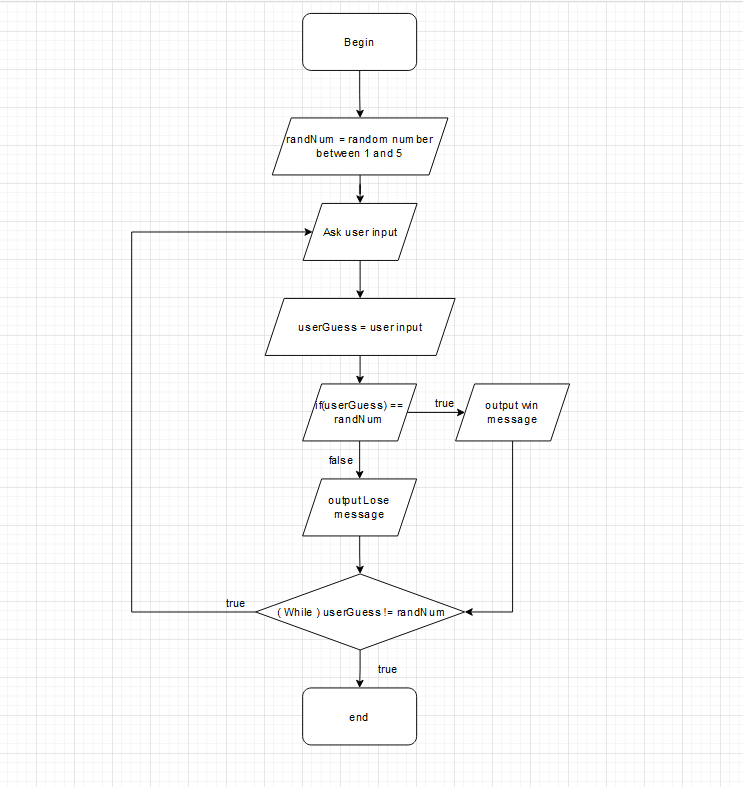 Begin
randNum = random number
between 1 and 5
Ask user input
userGuess = user input
if(userGuess) ==
randNum
true
output win
message
false
output Lose
message
true
( While ) userGuess != randNum
true
end